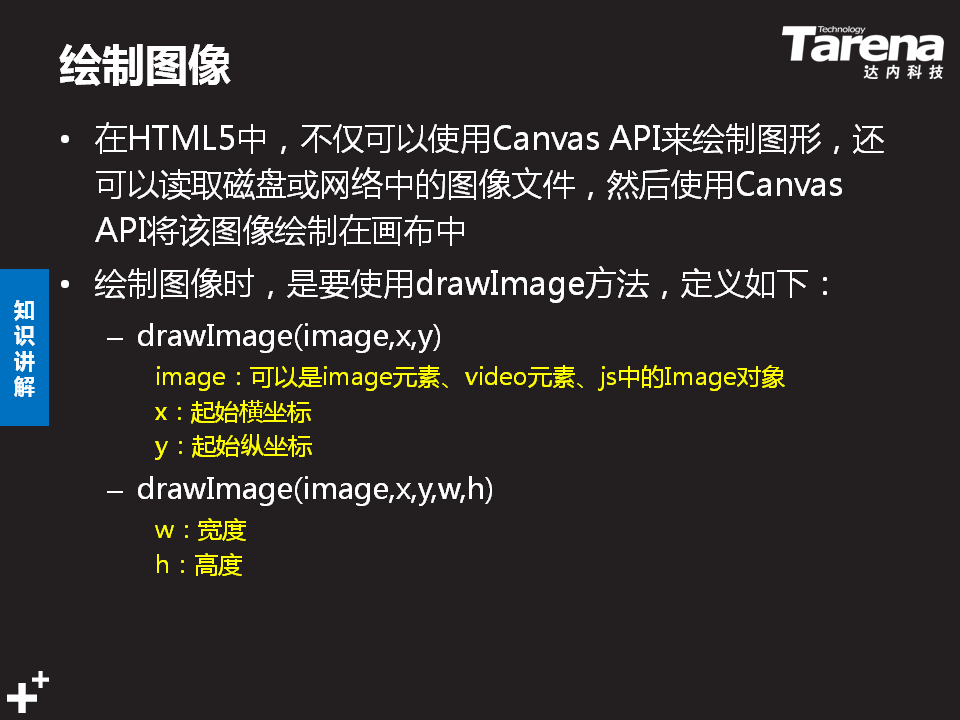 绘制图像
Technology
Tarena
达内科技
• 在HTML5中，不仅可以使用Canvas API来绘制图形，还
可以读取磁盘或网络中的图像文件，然后使用Canvas
API将该图像绘制在画布中
• 绘制图像时，是要使用drawImage方法，定义如下：
– drawImage(image,x,y)
image：可以是image元素、video元素、js中的Image对象
x：起始横坐标
y：起始纵坐标
– drawImage(image,x,y,w,h)
w：宽度
h：高度
知
识
讲
解